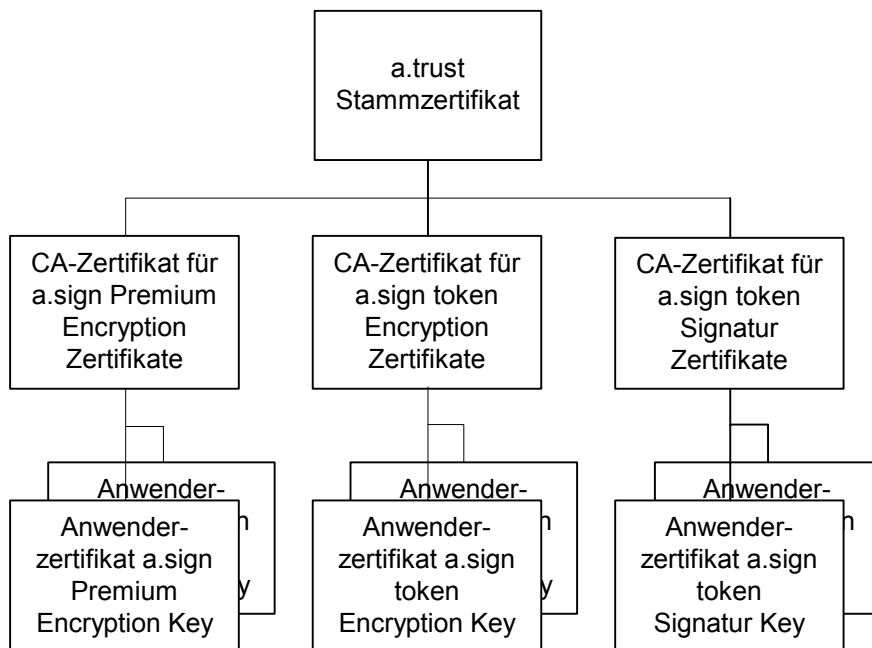 a.trust
Stammzertifikat
CA-Zertifikat für
a.sign Premium
Encryption
Zertifikate
CA-Zertifikat für
a.sign token
Encryption
Zertifikate
CA-Zertifikat für
a.sign token
Signatur
Zertifikate
Anwender-
Anwender-
zertifikat a.sign
Premium
Encryption Key
Anwender-
Anwender-
zertifikat a.sign
token
Encryption Key
Anwender-
Anwender-
zertifikat a.sign
token
Signatur Key